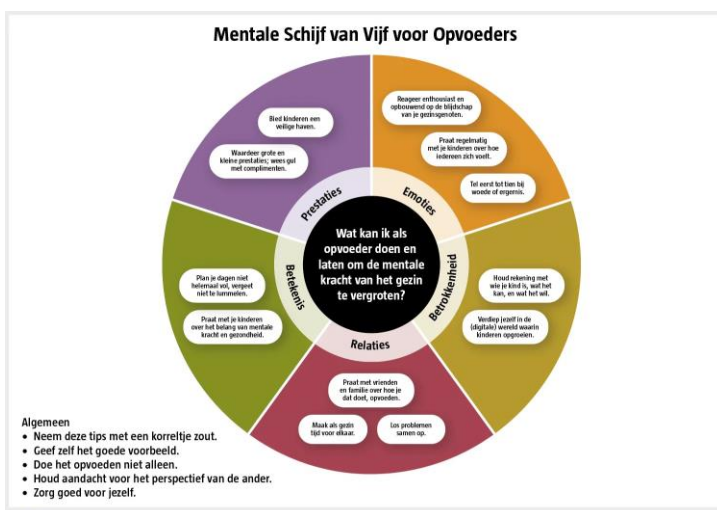 Mentale Schijf van Vijf voor Opvoeders
Bied kinderen een
veilige haven.
Waardeer grote en
kleine prestaties; wees gul
met complimenten.
Prestaties
Reageer enthousiast en
opbouwend op de blijdschap
van je gezinsgenoten.
Praat regelmatig
met je kinderen over hoe
iedereen zich voelt.
Tel eerst tot tien bij
woede of ergernis.
Emoties
Wat kan ik als
opvoeder doen en
laten om de mentale
kracht van het gezin
te vergroten?
Betekenis
Plan je dagen niet
helemaal vol, vergeet
niet te lummelen.
Praat met je kinderen
over het belang van mentale
kracht en gezondheid.
Betrokkenheid
Houd rekening met
wie je kind is, wat het
kan, en wat het wil.
Verdiep jezelf in de
(digitale) wereld waarin
kinderen opgroeien.
Relaties
Praat met vrienden
en familie over hoe je
dat doet, opvoeden.
Maak als gezin
tijd voor elkaar.
Los problemen
samen op.
Algemeen
• Neem deze tips met een korreltje zout.
• Geef zelf het goede voorbeeld.
• Doe het opvoeden niet alleen.
• Houd aandacht voor het perspectief van de ander.
• Zorg goed voor jezelf.